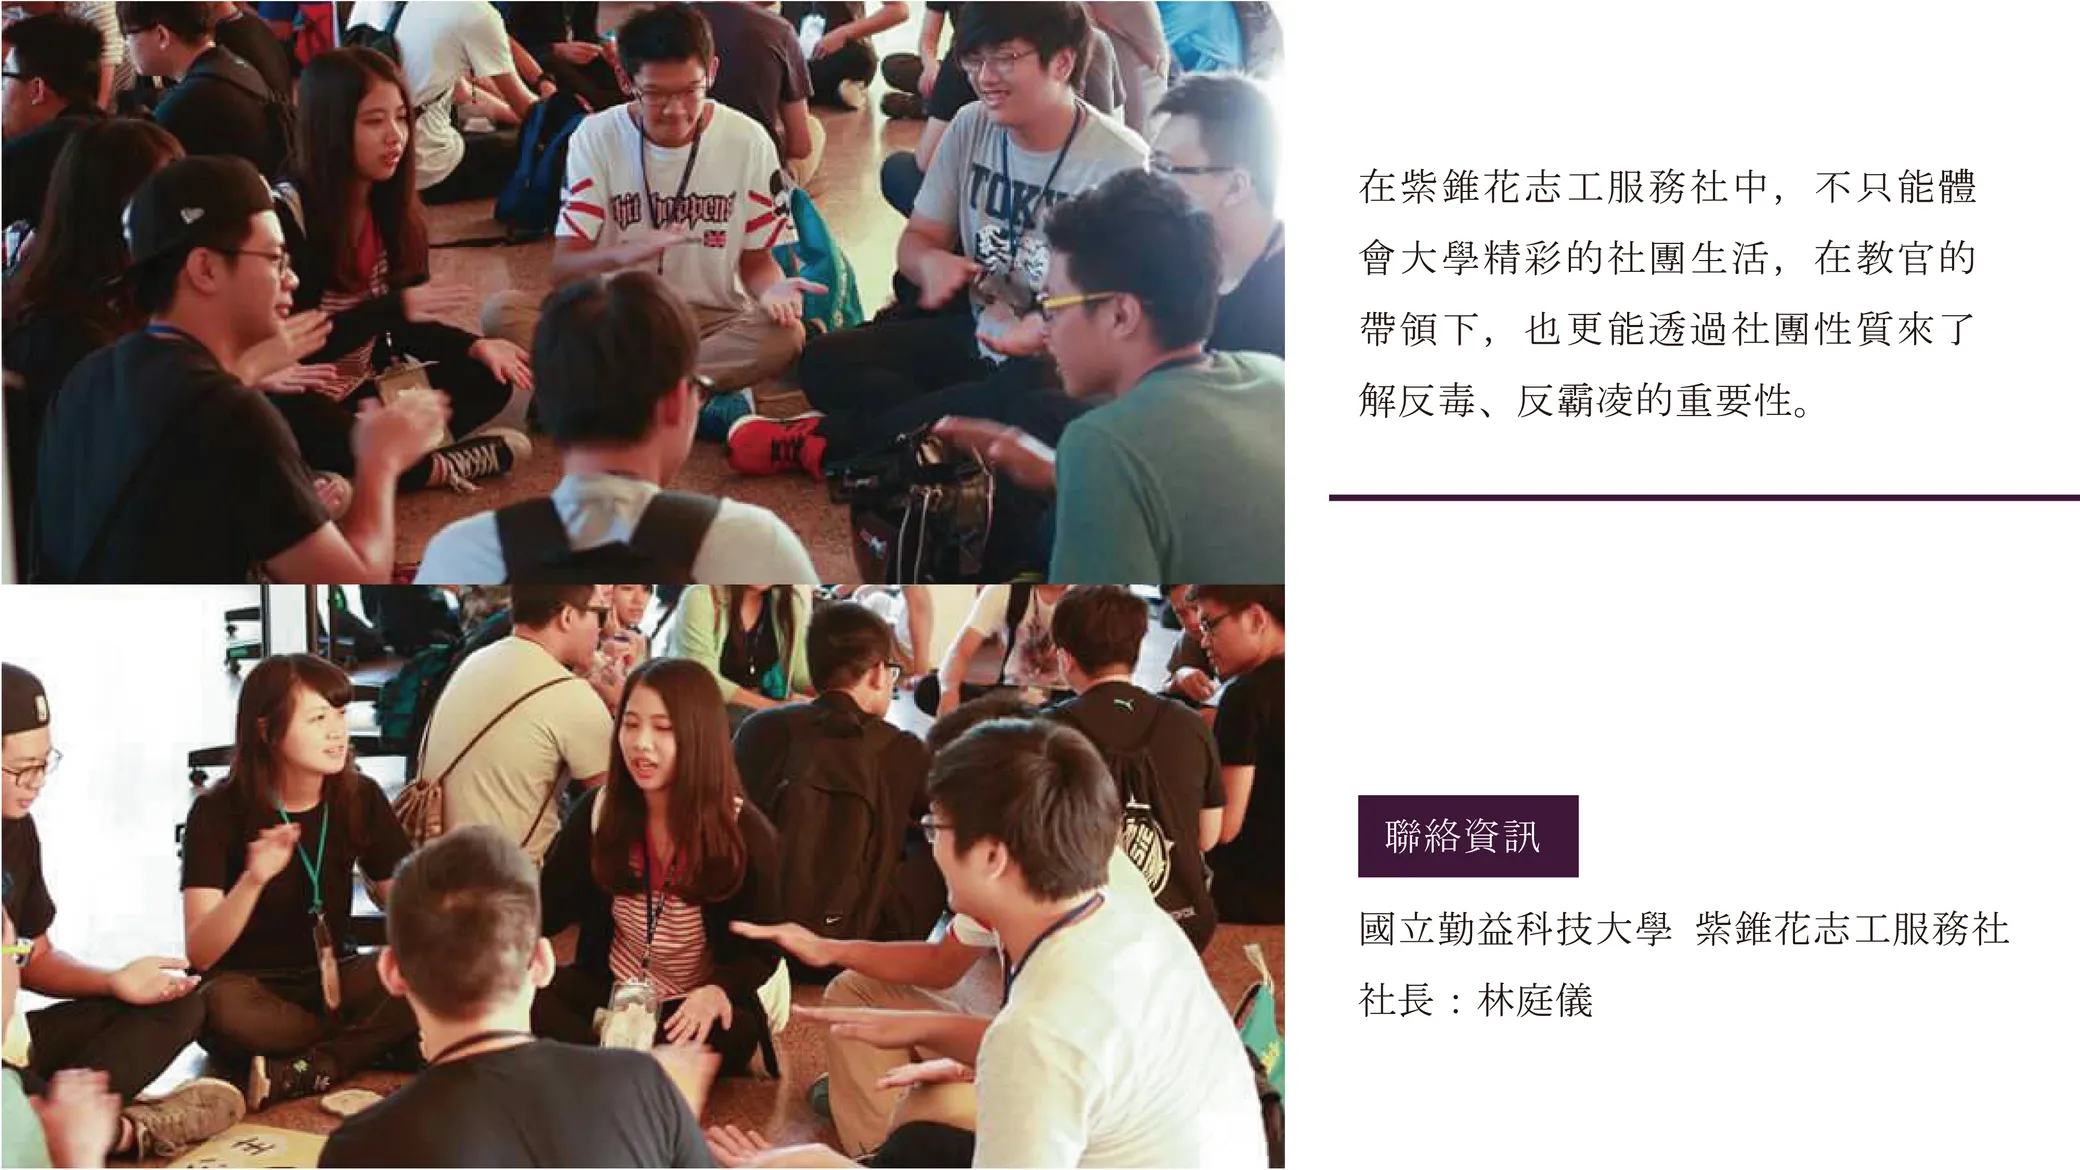 在紫錐花志工服務社中，不只能體
會大學精彩的社團生活，在教官的
帶領下，也更能透過社團性質來了
解反毒、反霸凌的重要性。
聯絡資訊
國立勤益科技大學 紫錐花志工服務社
社長：林庭儀